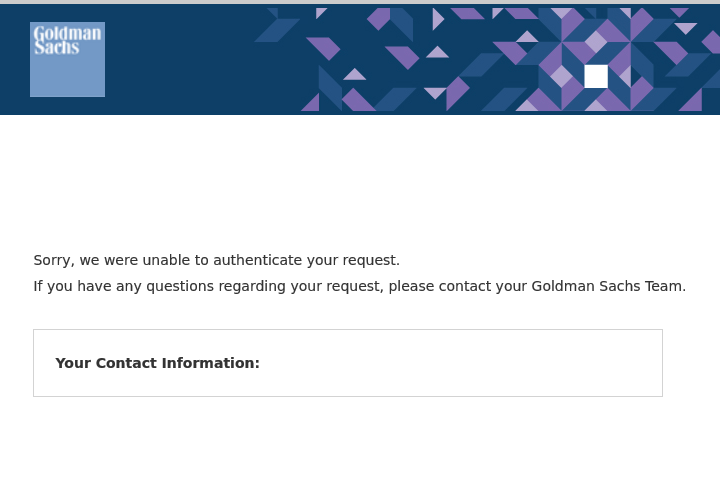 Goldman
Sachs
Sorry, we were unable to authenticate your request.
If you have any questions regarding your request, please contact your Goldman Sachs Team.
Your Contact Information: